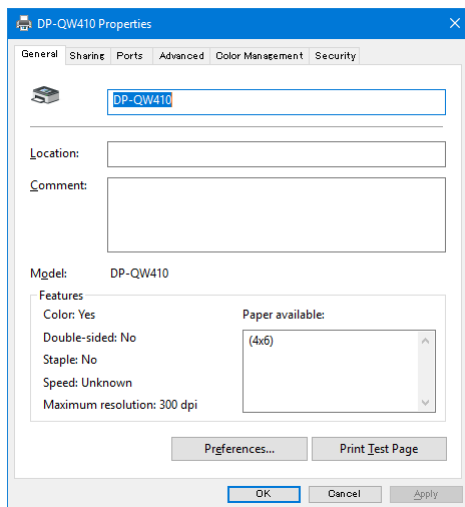 DP-QW410 Properties
General Sharing Ports Advanced Color Management Security
DP-QW410
Location:
Comment:
Model: DP-QW410
Features
Color: Yes Paper available:
Double-sided: No (4x6)
Staple: No
Speed: Unknown
Maximum resolution: 300 dpi
Preferences... Print Test Page
OK Cancel Apply